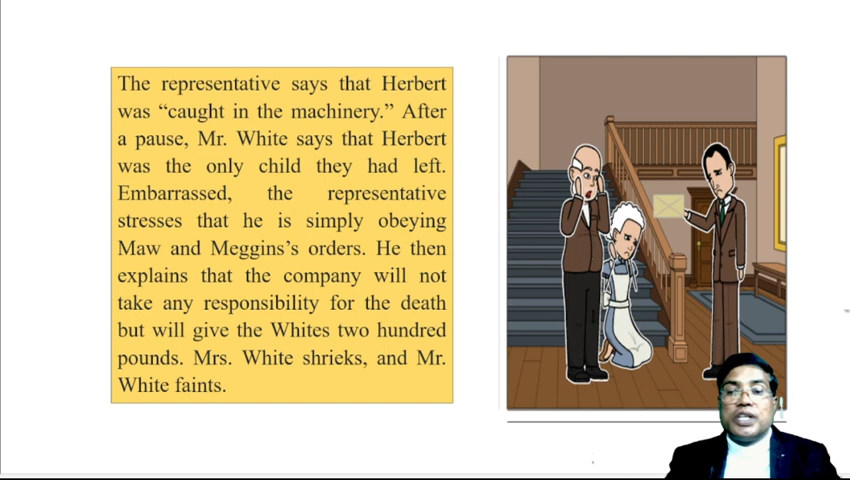 The representative says that Herbert
was “caught in the machinery.” After
a pause, Mr. White says that Herbert
was the only child they had left.
Embarrassed, the representative
stresses that he is simply obeying
Maw and Meggins’s orders. He then
explains that the company will not
take any responsibility for the death
but will give the Whites two hundred
pounds. Mrs. White shrieks, and Mr.
White faints.